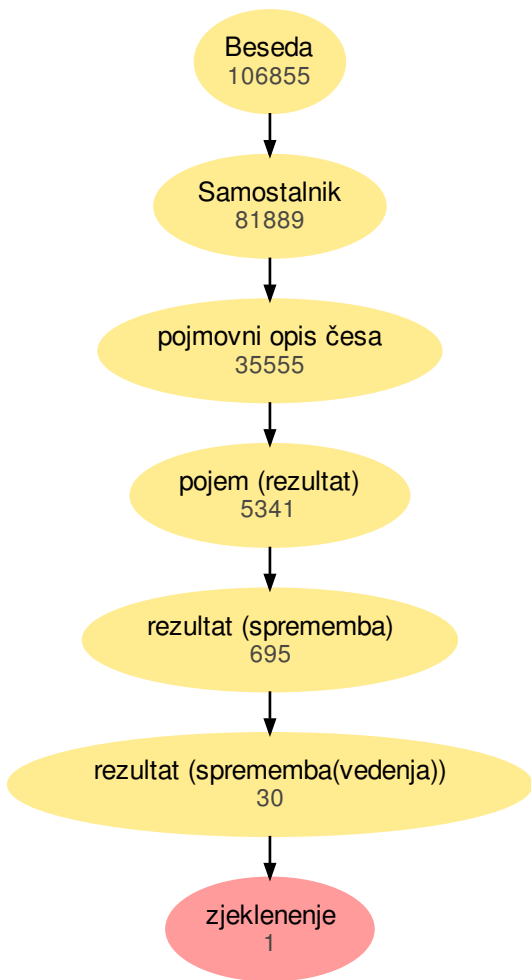 Beseda
106855
Samostalnik
81889
pojmovni opis česa
35555
pojem (rezultat)
5341
rezultat (sprememba)
695
rezultat (sprememba(vedenja))
30
zjeklenenje
1